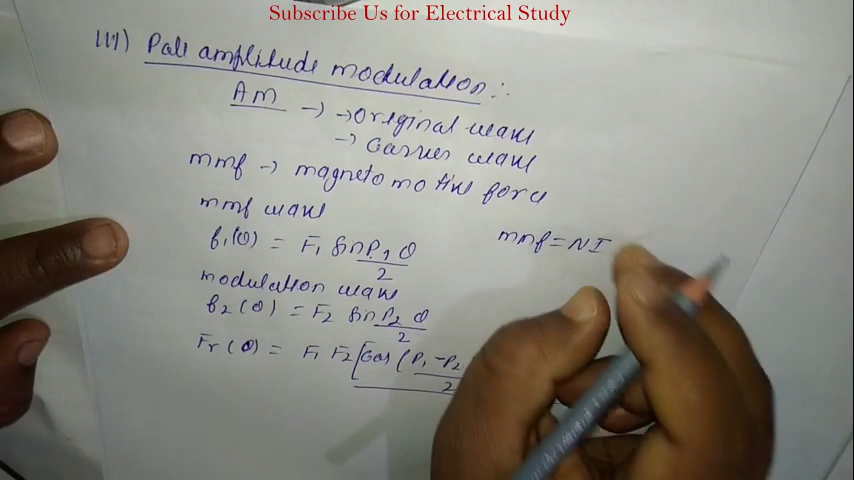 Subscribe Us for Electrical Study
III) Pole amplitude modulation :-
AM → → Original wave
→ Carrier wave
mmf → magneto motive force
mmf wave
f₁(θ) = F₁ Sin P₁/2 θ
mmf = NI
modulation wave
f₂(θ) = F₂ Sin P₂/2 θ
Fr(θ) = F₁ F₂ [Cos (P₁ - P₂/2